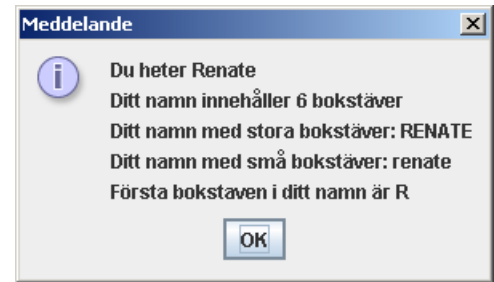 Meddelande
Du heter Renate
Ditt namn innehåller 6 bokstäver
Ditt namn med stora bokstäver: RENATE
Ditt namn med små bokstäver: renate
Första bokstaven i ditt namn är R
OK